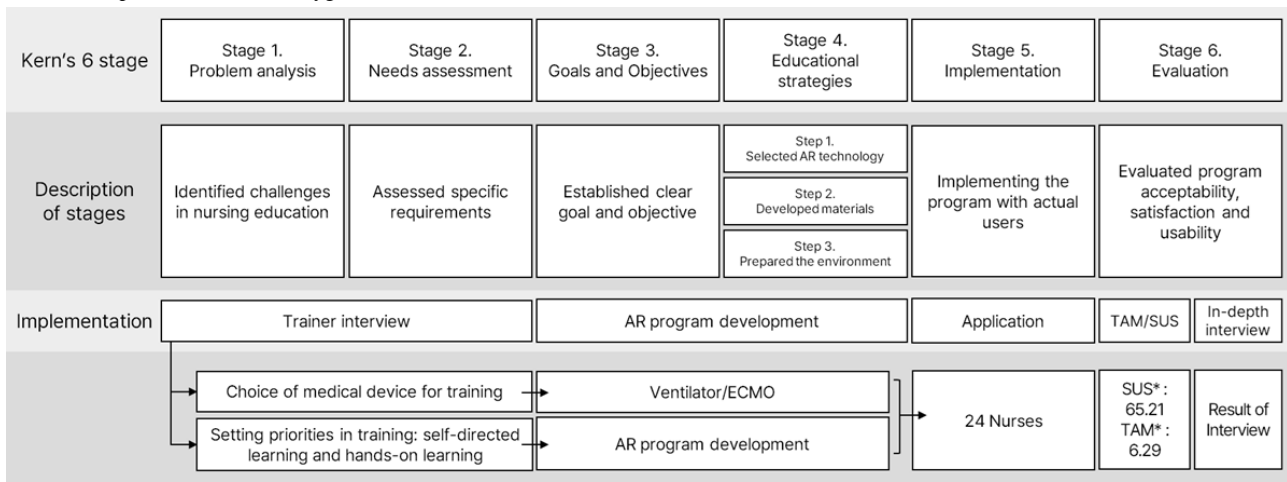 Kern's 6 stage
Stage 1.
Problem analysis
Stage 2.
Needs assessment
Stage 3.
Goals and Objectives
Stage 4.
Educational
strategies
Stage 5.
Implementation
Stage 6.
Evaluation
Description
of stages
Identified challenges
in nursing education
Assessed specific
requirements
Established clear
goal and objective
Step 1.
Selected AR technology
Step 2.
Developed materials
Step 3.
Prepared the environment
Implementing the
program with actual
users
Evaluated program
acceptability,
satisfaction and
usability
Implementation
Trainer interview
AR program development
Application
TAM/SUS
In-depth
interview
Choice of medical device for training
Ventilator/ECMO
Setting priorities in training: self-directed
learning and hands-on learning
AR program development
24 Nurses
SUS* :
65.21
TAM* :
6.29
Result of
Interview